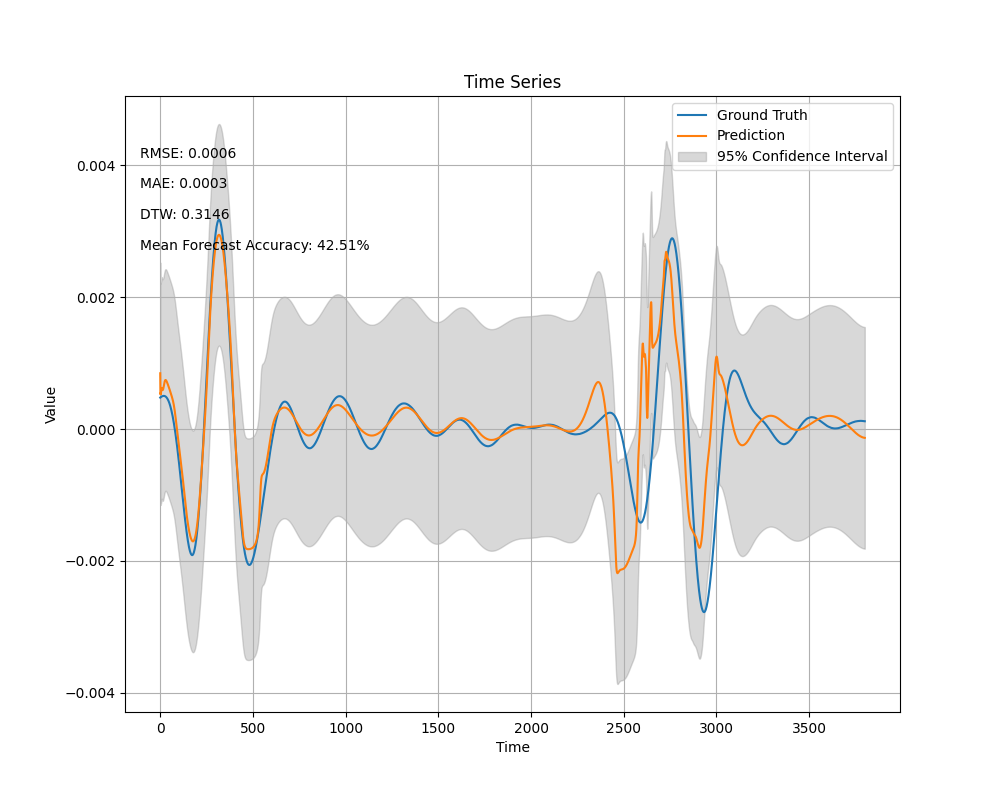 Time Series
Ground Truth
Prediction
95% Confidence Interval
RMSE: 0.0006
MAE: 0.0003
DTW: 0.3146
Mean Forecast Accuracy: 42.51%
Value
0.004
0.002
0.000
−0.002
−0.004
0 500 1000 1500 2000 2500 3000 3500
Time